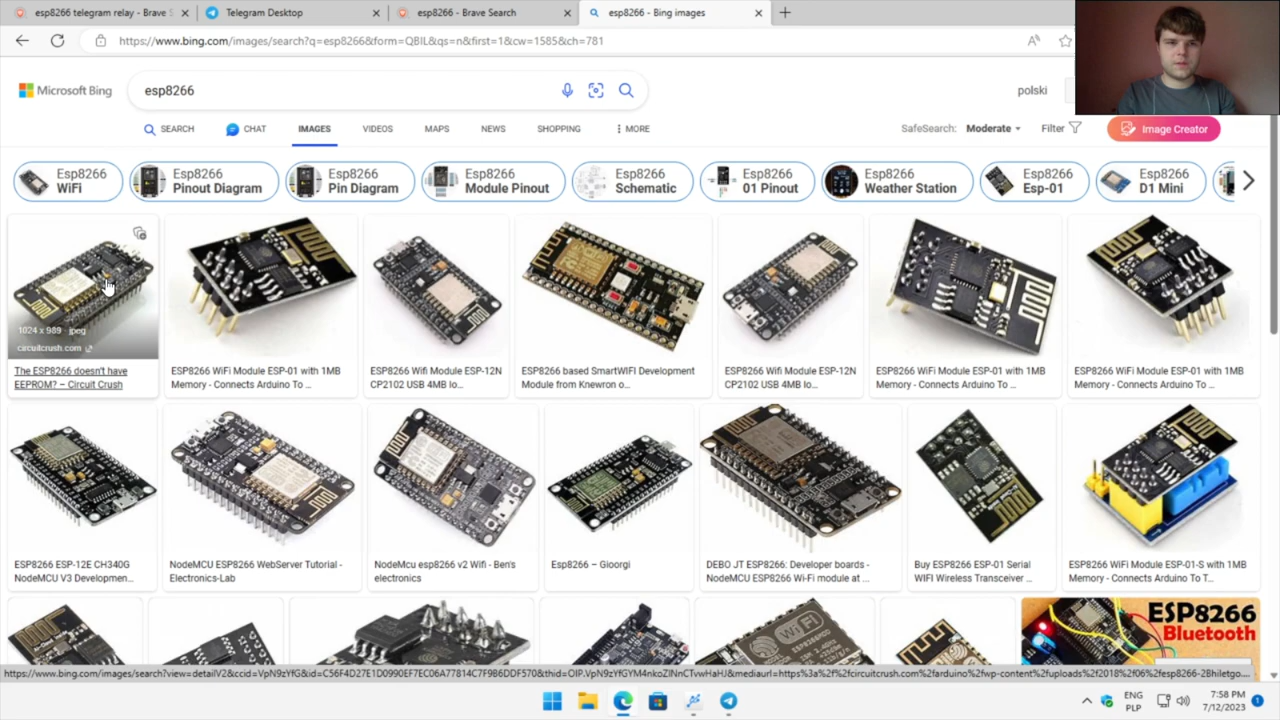 esp8266 telegram relay - Brave S
Telegram Desktop
esp8266 - Brave Search
esp8266 - Bing images
https://www.bing.com/images/search?q=esp8266&form=QBIL&qs=n&first=1&cw=1585&ch=781
Microsoft Bing
esp8266
polski
SEARCH
CHAT
IMAGES
VIDEOS
MAPS
NEWS
SHOPPING
MORE
SafeSearch: Moderate
Filter
Image Creator
Esp8266
WiFi
Esp8266
Pinout Diagram
Esp8266
Pin Diagram
Esp8266
Module Pinout
Esp8266
Schematic
Esp8266
01 Pinout
Esp8266
Weather Station
Esp8266
Esp-01
Esp8266
D1 Mini
1024 x 989 · jpeg
circuitcrush.com
The ESP8266 doesn't have
EEPROM? – Circuit Crush
ESP8266 WiFi Module ESP-01 with 1MB
Memory - Connects Arduino To ...
ESP8266 Wifi Module ESP-12N
CP2102 USB 4MB lo...
ESP8266 based SmartWIFI Development
Module from Knewron o...
ESP8266 Wifi Module ESP-12N
CP2102 USB 4MB lo...
ESP8266 WiFi Module ESP-01 with 1MB
Memory - Connects Arduino To ...
ESP8266 WiFi Module ESP-01 with 1MB
Memory - Connects Arduino To ...
ESP8266 ESP-12E CH340G
NodeMCU V3 Developmen...
NodeMCU ESP8266 WebServer Tutorial -
Electronics-Lab
NodeMcu esp8266 v2 Wifi - Ben's
electronics
Esp8266 – Gioorgi
DEBO JT ESP8266: Developer boards -
NodeMCU ESP8266 Wi-Fi module at ...
Buy ESP8266 ESP-01 Serial
WIFI Wireless Transceiver ...
ESP8266 WiFi Module ESP-01-S with 1MB
Memory - Connects Arduino To T...
WiFi
ESP8266
Bluetooth
ENG
PLP
7:58 PM
7/12/2023
1